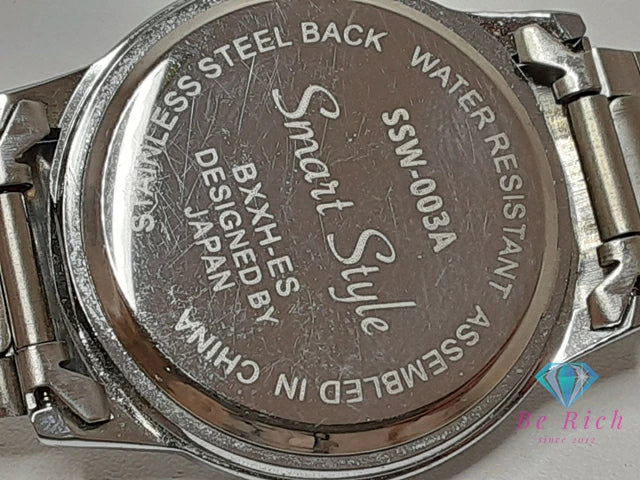 STAINLESS STEEL BACK
WATER RESISTANT
ASSEMBLED IN CHINA
SSW-003A
Smart Style
BXXH-ES
DESIGNED BY
JAPAN
Be Rich
since 2012